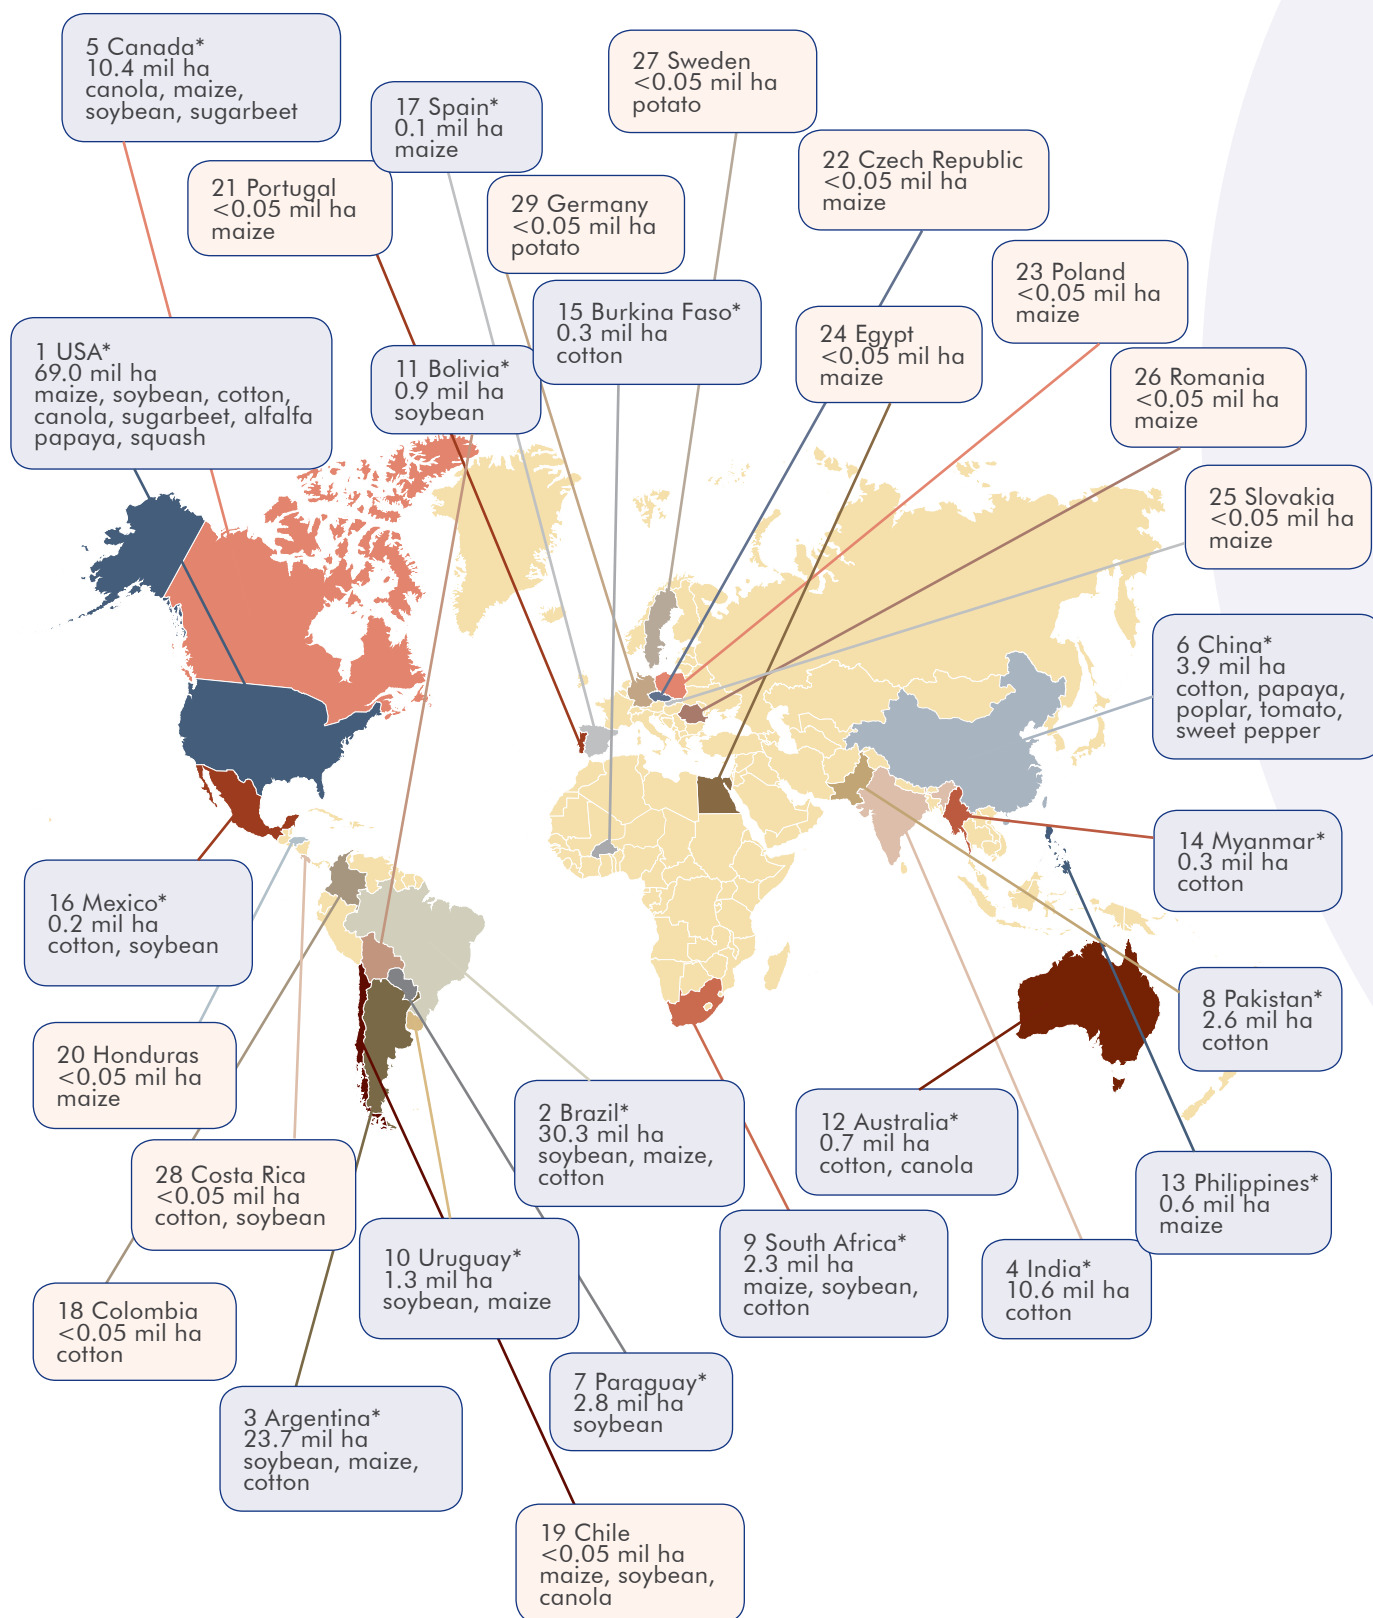 5 Canada*
10.4 mil ha
canola, maize,
soybean, sugarbeet
27 Sweden
<0.05 mil ha
potato
17 Spain*
0.1 mil ha
maize
22 Czech Republic
<0.05 mil ha
maize
21 Portugal
<0.05 mil ha
maize
29 Germany
<0.05 mil ha
potato
23 Poland
<0.05 mil ha
maize
15 Burkina Faso*
0.3 mil ha
cotton
24 Egypt
<0.05 mil ha
maize
1 USA*
69.0 mil ha
maize, soybean, cotton,
canola, sugarbeet, alfalfa
papaya, squash
11 Bolivia*
0.9 mil ha
soybean
26 Romania
<0.05 mil ha
maize
25 Slovakia
<0.05 mil ha
maize
6 China*
3.9 mil ha
cotton, papaya,
poplar, tomato,
sweet pepper
14 Myanmar*
0.3 mil ha
cotton
16 Mexico*
0.2 mil ha
cotton, soybean
8 Pakistan*
2.6 mil ha
cotton
20 Honduras
<0.05 mil ha
maize
2 Brazil*
30.3 mil ha
soybean, maize,
cotton
12 Australia*
0.7 mil ha
cotton, canola
28 Costa Rica
<0.05 mil ha
cotton, soybean
13 Philippines*
0.6 mil ha
maize
10 Uruguay*
1.3 mil ha
soybean, maize
9 South Africa*
2.3 mil ha
maize, soybean,
cotton
4 India*
10.6 mil ha
cotton
18 Colombia
<0.05 mil ha
cotton
7 Paraguay*
2.8 mil ha
soybean
3 Argentina*
23.7 mil ha
soybean, maize,
cotton
19 Chile
<0.05 mil ha
maize, soybean,
canola